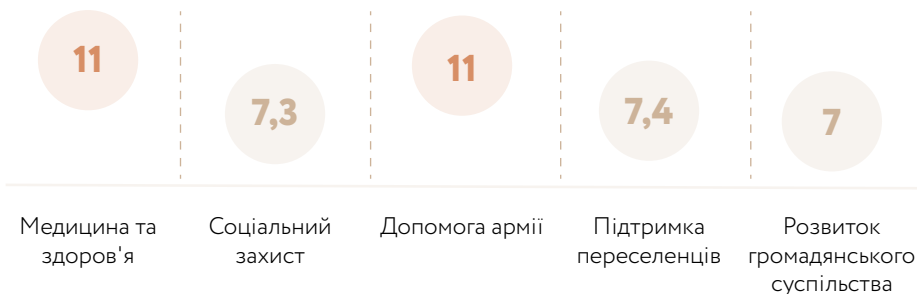 11
7,3
11
7,4
7
Медицина та
здоров'я
Соціальний
захист
Допомога армії
Підтримка
переселенців
Розвиток
громадянського
суспільства